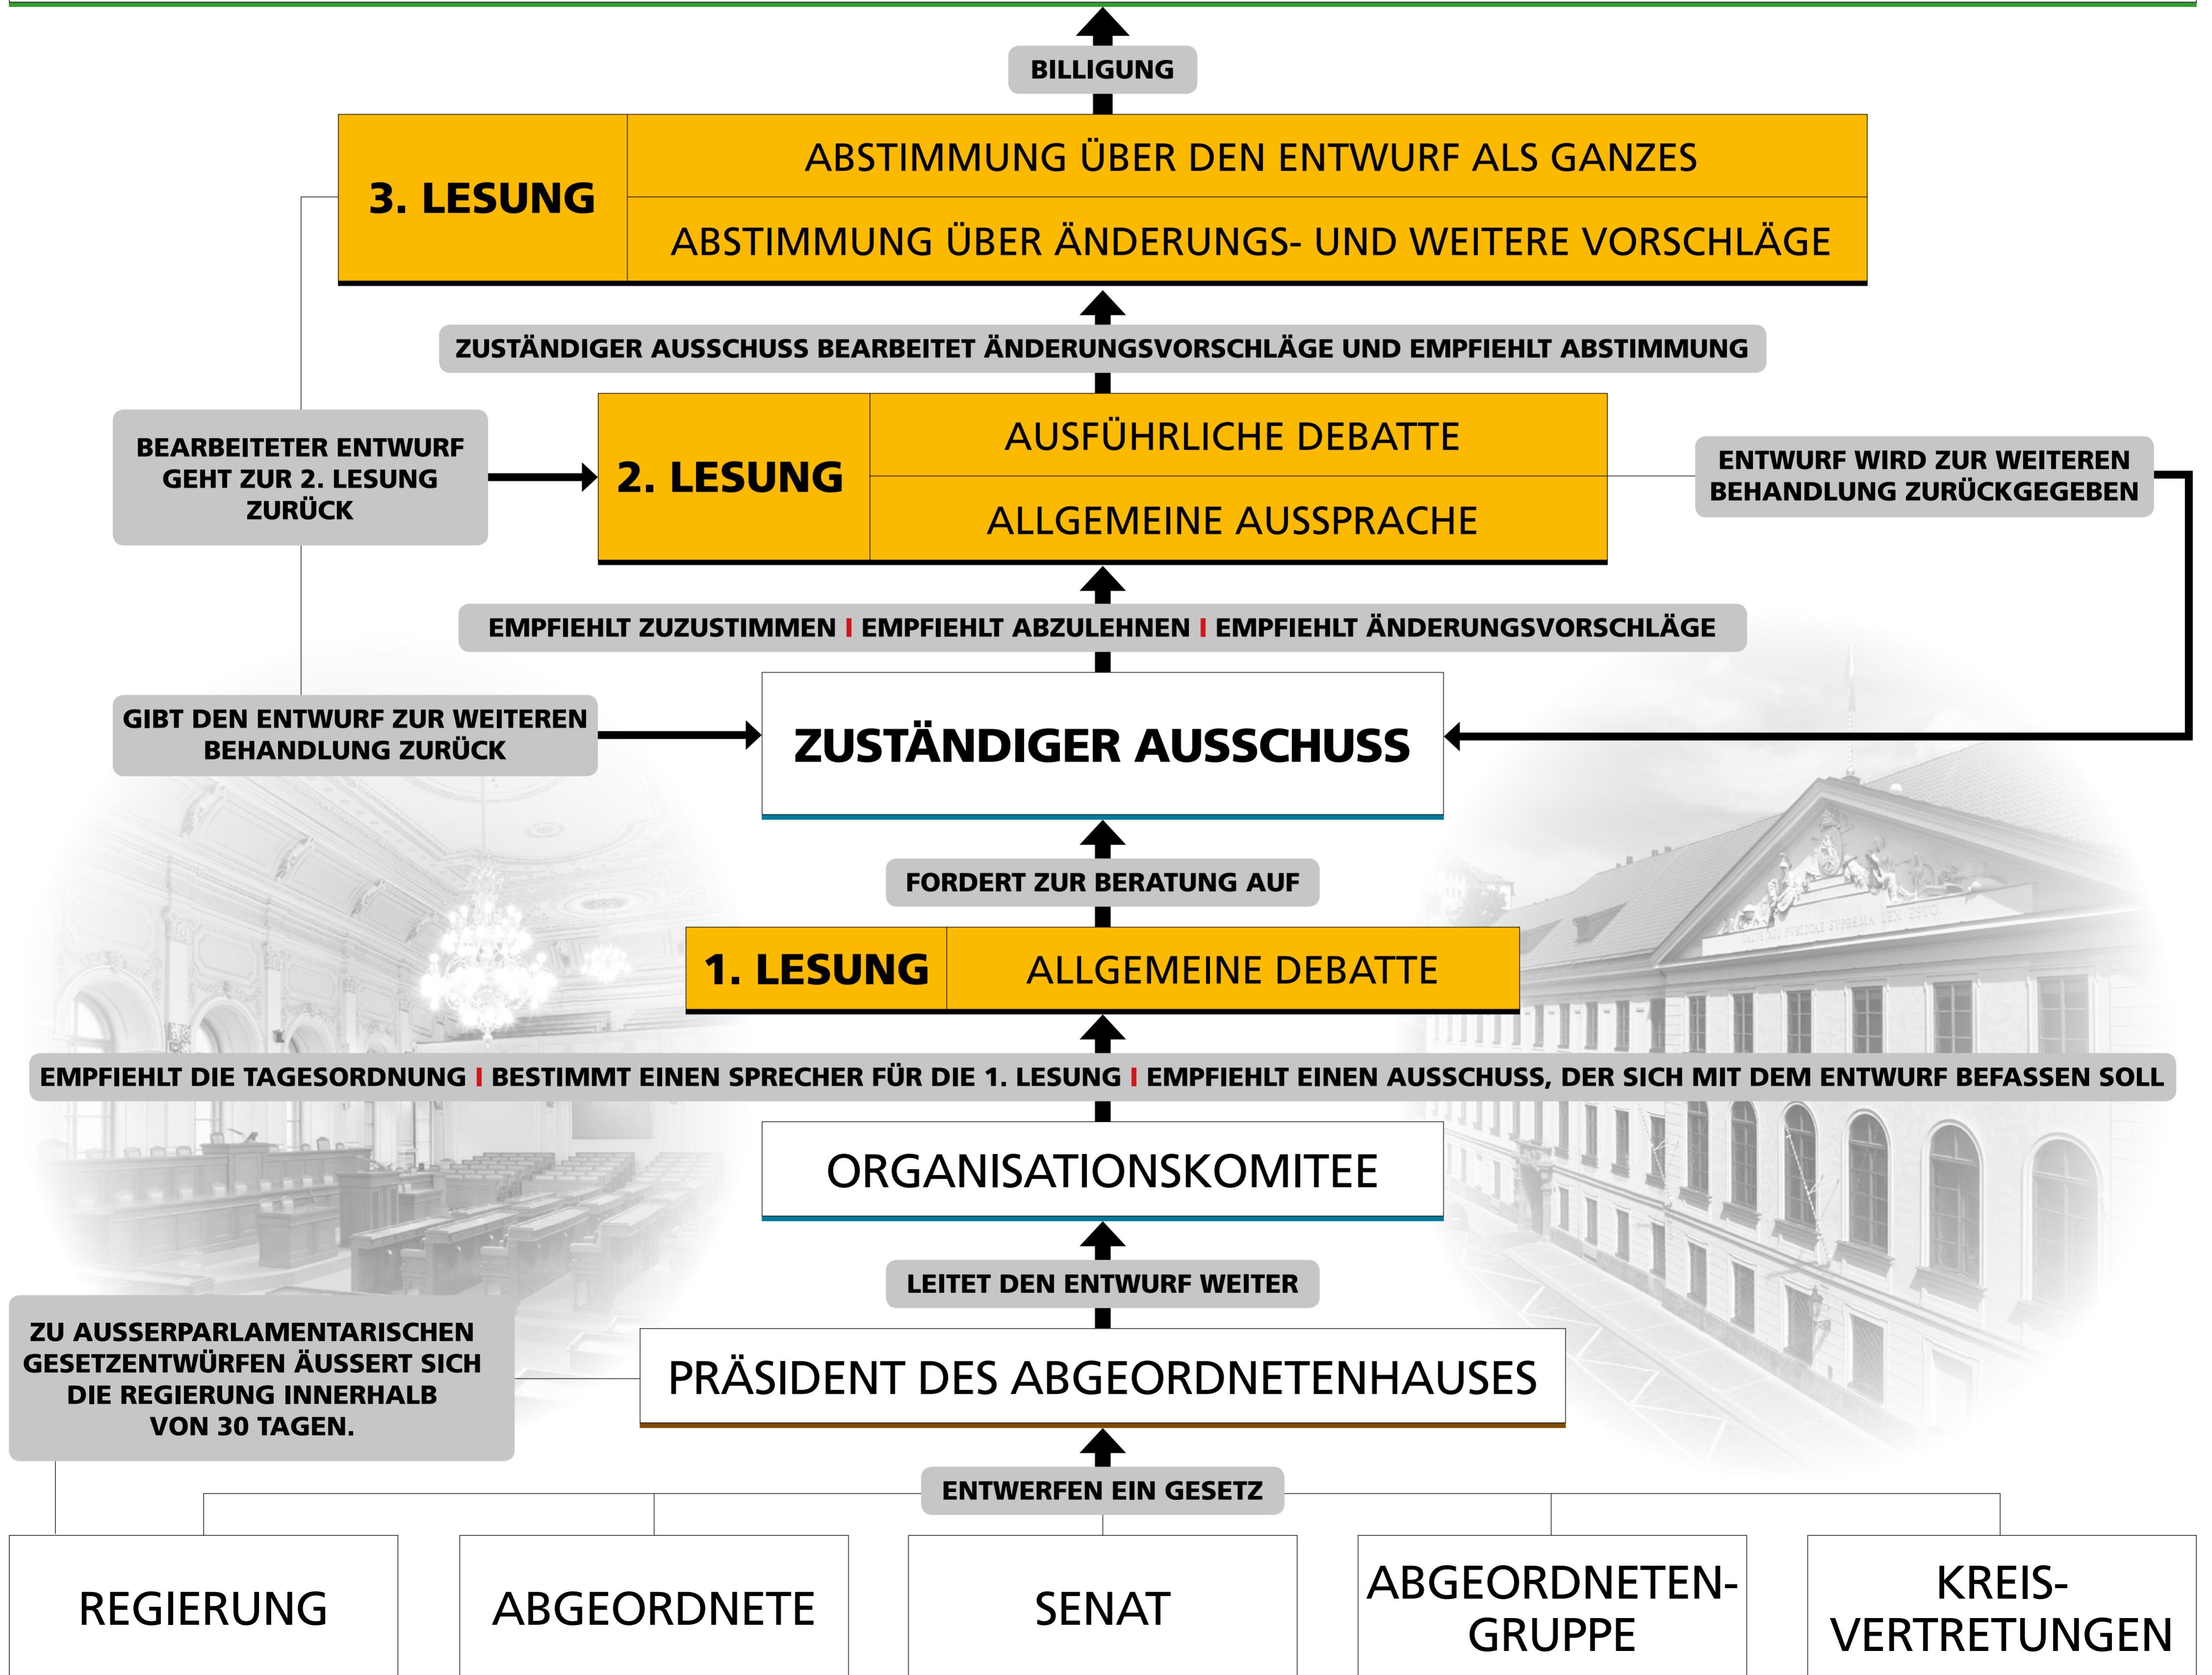 BILLIGUNG
3. LESUNG
ABSTIMMUNG ÜBER DEN ENTWURF ALS GANZES
ABSTIMMUNG ÜBER ÄNDERUNGS- UND WEITERE VORSCHLÄGE
ZUSTÄNDIGER AUSSCHUSS BEARBEITET ÄNDERUNGSVORSCHLÄGE UND EMPFIEHLT ABSTIMMUNG
BEARBEITETER ENTWURF
GEHT ZUR 2. LESUNG
ZURÜCK
2. LESUNG
AUSFÜHRLICHE DEBATTE
ALLGEMEINE AUSSPRACHE
ENTWURF WIRD ZUR WEITEREN
BEHANDLUNG ZURÜCKGEGEBEN
EMPFIEHLT ZUZUSTIMMEN I EMPFIEHLT ABZULEHNEN I EMPFIEHLT ÄNDERUNGSVORSCHLÄGE
GIBT DEN ENTWURF ZUR WEITEREN
BEHANDLUNG ZURÜCK
ZUSTÄNDIGER AUSSCHUSS
FORDERT ZUR BERATUNG AUF
1. LESUNG
ALLGEMEINE DEBATTE
EMPFIEHLT DIE TAGESORDNUNG I BESTIMMT EINEN SPRECHER FÜR DIE 1. LESUNG I EMPFIEHLT EINEN AUSSCHUSS, DER SICH MIT DEM ENTWURF BEFASSEN SOLL
ORGANISATIONSKOMITEE
LEITET DEN ENTWURF WEITER
ZU AUSSERPARLAMENTARISCHEN
GESETZENTWÜRFEN ÄUSSERT SICH
DIE REGIERUNG INNERHALB
VON 30 TAGEN.
PRÄSIDENT DES ABGEORDNETENHAUSES
ENTWERFEN EIN GESETZ
REGIERUNG
ABGEORDNETE
SENAT
ABGEORDNETEN-
GRUPPE
KREIS-
VERTRETUNGEN